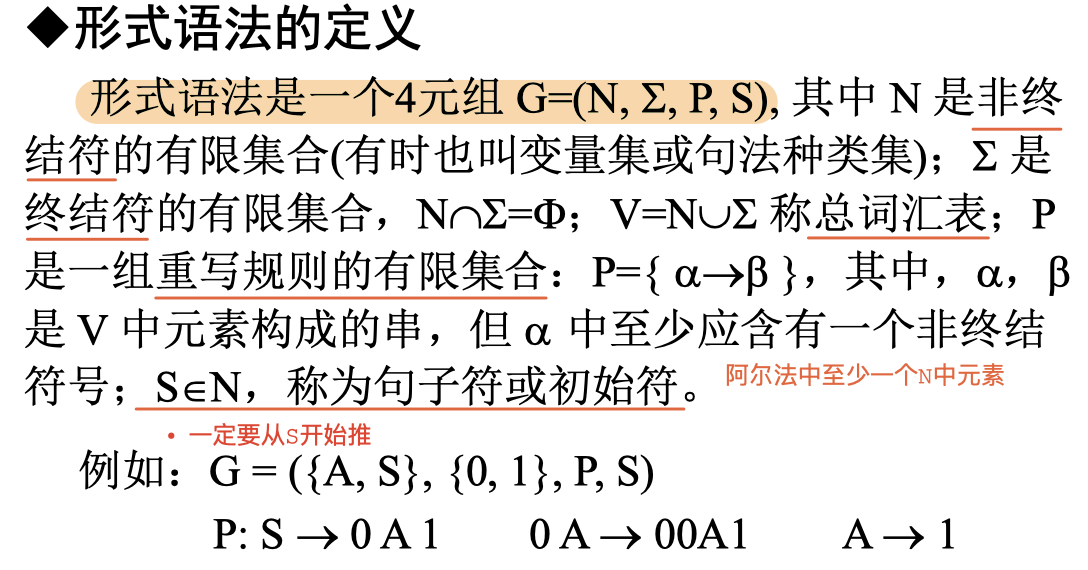 ◆形式语法的定义
形式语法是一个4元组 G=(N, Σ, P, S), 其中 N 是非终
结符的有限集合(有时也叫变量集或句法种类集)；Σ 是
终结符的有限集合，N∩Σ=Φ；V=N∪Σ 称总词汇表；P
是一组重写规则的有限集合：P={ α→β }，其中，α，β
是 V 中元素构成的串，但 α 中至少应含有一个非终结
符号；S∈N，称为句子符或初始符。
阿尔法中至少一个N中元素
• 一定要从S开始推
例如：G = ({A, S}, {0, 1}, P, S)
P: S → 0 A 1 0 A → 00A1 A → 1